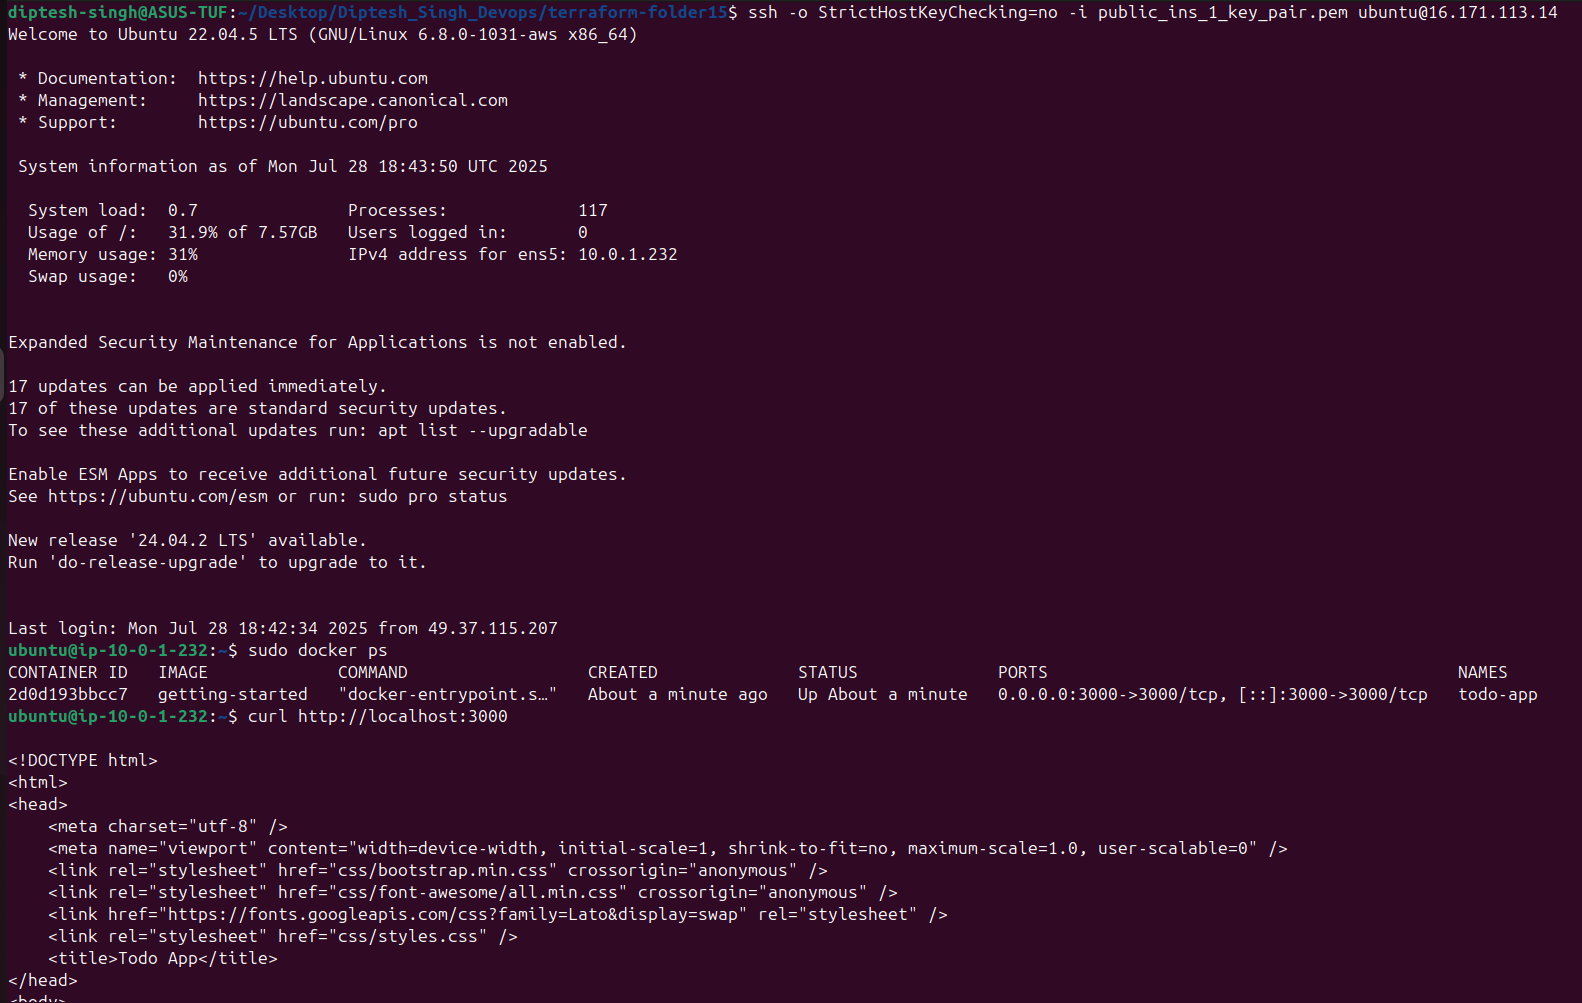 diptesh-singh@ASUS-TUF:~/Desktop/Diptesh_Singh_Devops/terraform-folder15$ ssh -o StrictHostKeyChecking=no -i public_ins_1_key_pair.pem ubuntu@16.171.113.14
Welcome to Ubuntu 22.04.5 LTS (GNU/Linux 6.8.0-1031-aws x86_64)
* Documentation:  https://help.ubuntu.com
* Management:     https://landscape.canonical.com
* Support:        https://ubuntu.com/pro
System information as of Mon Jul 28 18:43:50 UTC 2025
System load:  0.7               Processes:             117
Usage of /:   31.9% of 7.57GB   Users logged in:       0
Memory usage: 31%               IPv4 address for ens5: 10.0.1.232
Swap usage:   0%
Expanded Security Maintenance for Applications is not enabled.
17 updates can be applied immediately.
17 of these updates are standard security updates.
To see these additional updates run: apt list --upgradable
Enable ESM Apps to receive additional future security updates.
See https://ubuntu.com/esm or run: sudo pro status
New release '24.04.2 LTS' available.
Run 'do-release-upgrade' to upgrade to it.
Last login: Mon Jul 28 18:42:34 2025 from 49.37.115.207
ubuntu@ip-10-0-1-232:~$ sudo docker ps
CONTAINER ID   IMAGE             COMMAND                  CREATED              STATUS              PORTS                                         NAMES
2d0d193bbcc7   getting-started   "docker-entrypoint.s…"   About a minute ago   Up About a minute   0.0.0.0:3000->3000/tcp, [::]:3000->3000/tcp   todo-app
ubuntu@ip-10-0-1-232:~$ curl http://localhost:3000
<!DOCTYPE html>
<html>
<head>
    <meta charset="utf-8" />
    <meta name="viewport" content="width=device-width, initial-scale=1, shrink-to-fit=no, maximum-scale=1.0, user-scalable=0" />
    <link rel="stylesheet" href="css/bootstrap.min.css" crossorigin="anonymous" />
    <link rel="stylesheet" href="css/font-awesome/all.min.css" crossorigin="anonymous" />
    <link href="https://fonts.googleapis.com/css?family=Lato&display=swap" rel="stylesheet" />
    <link rel="stylesheet" href="css/styles.css" />
    <title>Todo App</title>
</head>
<body>